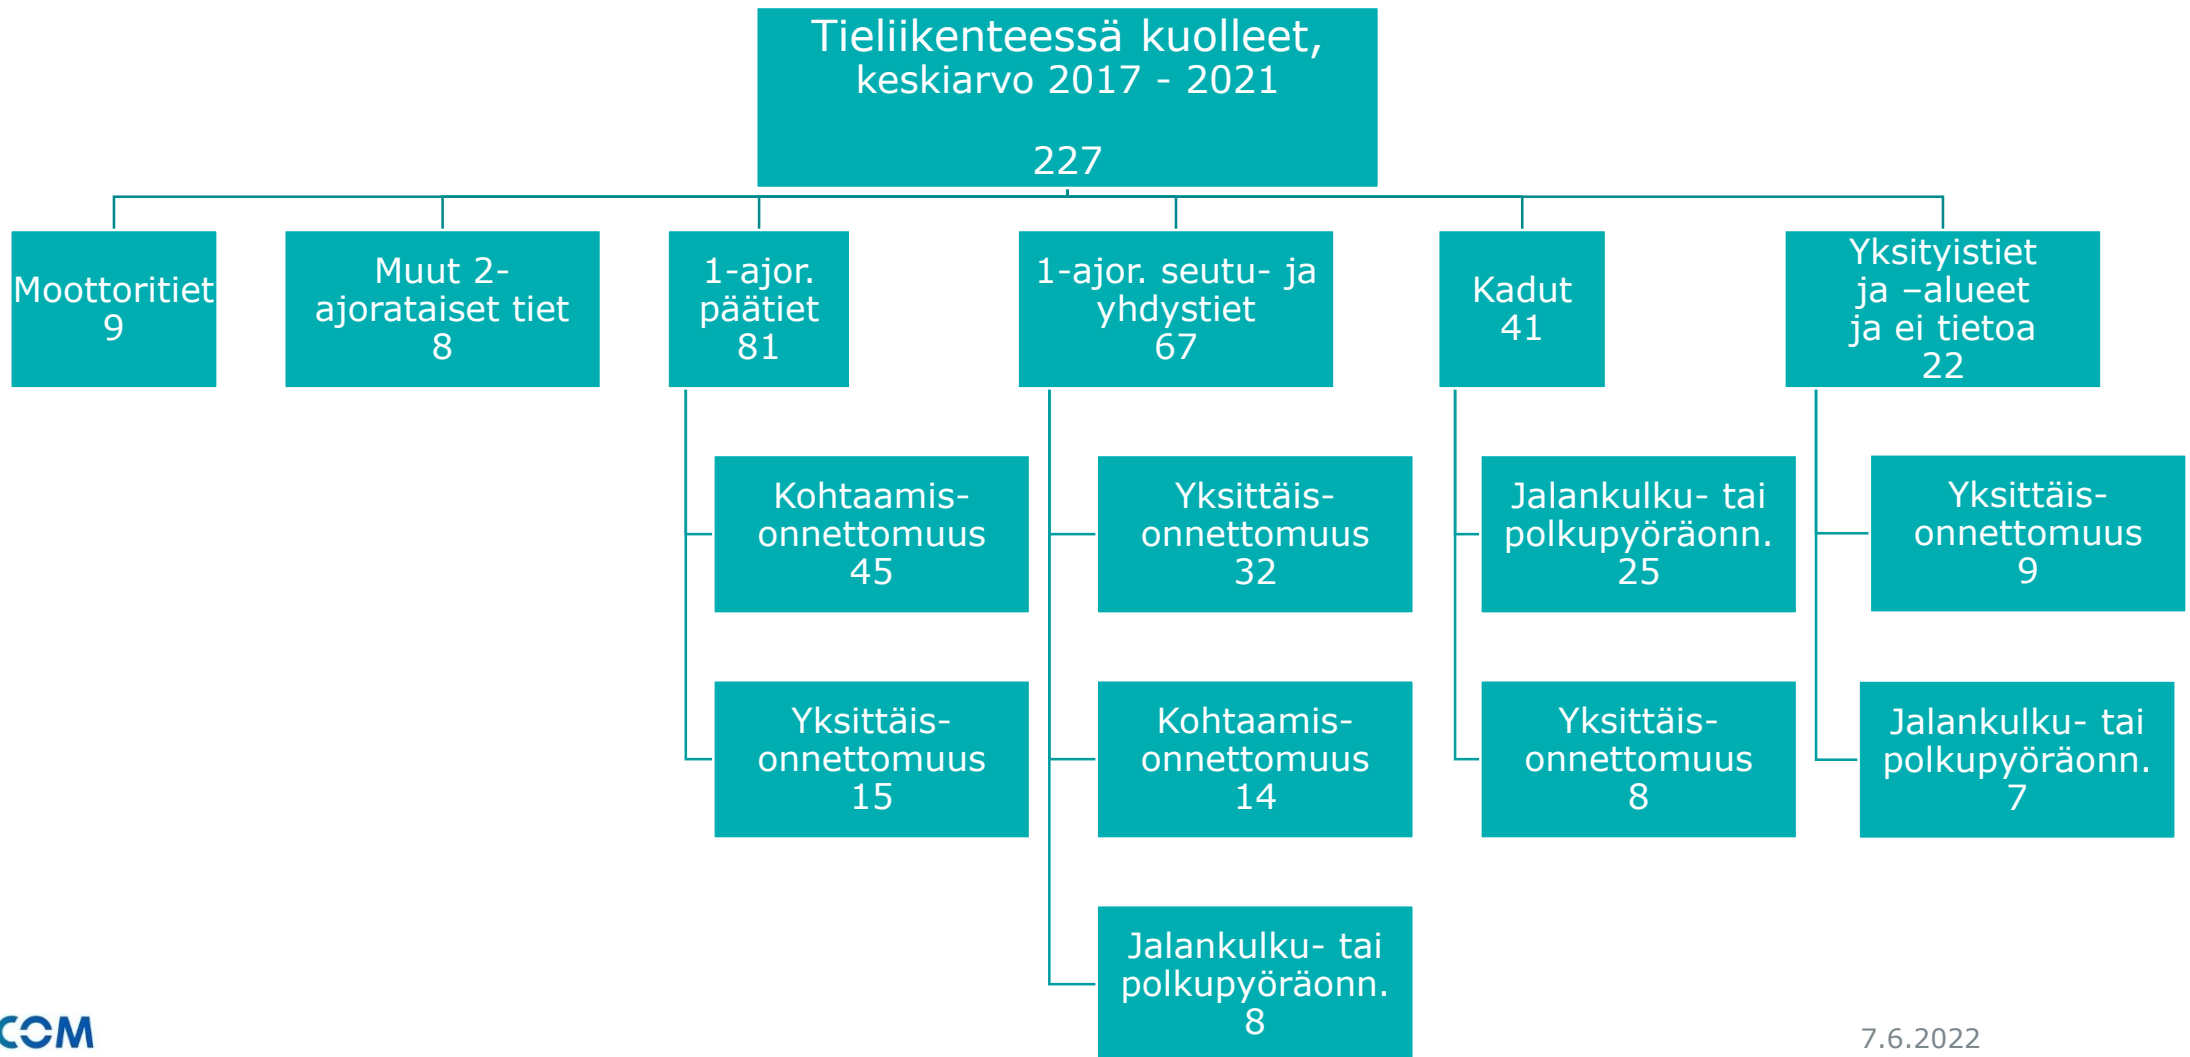 Tieliikenteessä kuolleet,
keskiarvo 2017 - 2021
227
Moottoritiet
9
Muut 2-
ajorataiset tiet
8
1-ajor.
päätiet
81
1-ajor. seutu- ja
yhdystiet
67
Kadut
41
Yksityistiet
ja –alueet
ja ei tietoa
22
Kohtaamis-
onnettomuus
45
Yksittäis-
onnettomuus
32
Jalankulku- tai
polkupyöräonn.
25
Yksittäis-
onnettomuus
9
Yksittäis-
onnettomuus
15
Kohtaamis-
onnettomuus
14
Yksittäis-
onnettomuus
8
Jalankulku- tai
polkupyöräonn.
7
Jalankulku- tai
polkupyöräonn.
8
COM
7.6.2022